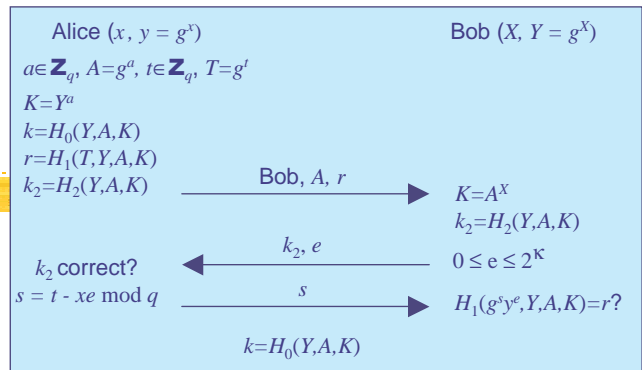 Alice (x, y = g^x)
Bob (X, Y = g^X)
a∈Z_q, A=g^a, t∈Z_q, T=g^t
K=Y^a
k=H_0(Y,A,K)
r=H_1(T,Y,A,K)
k_2=H_2(Y,A,K)
Bob, A, r
K=A^X
k_2=H_2(Y,A,K)
k_2, e
0 ≤ e ≤ 2^κ
k_2 correct?
s = t - xe mod q
s
H_1(g^s y^e,Y,A,K)=r?
k=H_0(Y,A,K)